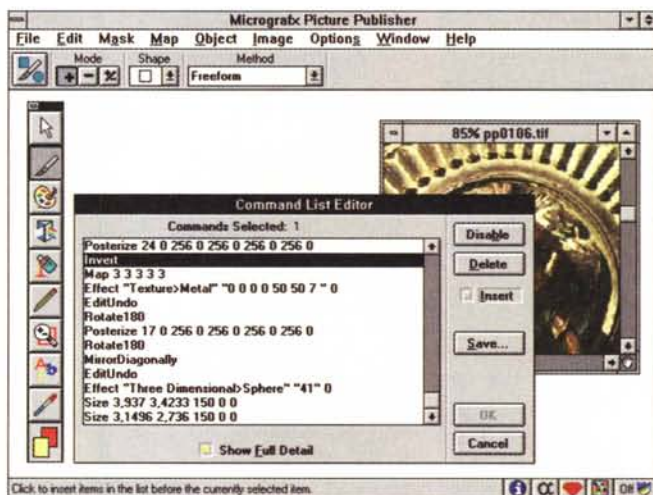 Micrografx Picture Publisher
File Edit Mask Map Object Image Options Window Help
Mode Shape Method
Freeform
85% pp0106.tif
Command List Editor
Commands Selected: 1
Posterize 24 0 256 0 256 0 256 0 256 0
Invert
Map 3 3 3 3 3
Effect "Texture>Metal" "0 0 0 0 50 50 7 " 0
EditUndo
Rotate180
Posterize 17 0 256 0 256 0 256 0 256 0
Rotate180
MirrorDiagonally
EditUndo
Effect "Three Dimensional>Sphere" "41" 0
Size 3,937 3,4233 150 0 0
Size 3,1496 2,736 150 0 0
Show Full Detail
Disable
Delete
Insert
Save...
OK
Cancel
Click to insert items in the list before the currently selected item.
Off